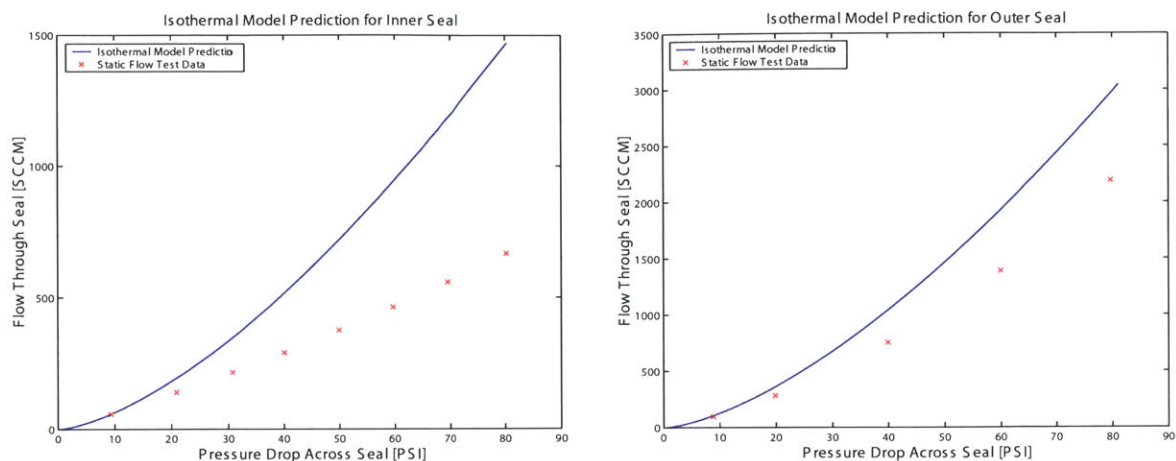 Isothermal Model Prediction for Inner Seal
1500
1000
500
0
Isothermal Model Predictio
Static Flow Test Data
Flow Through Seal [SCCM]
0 10 20 30 40 50 60 70 80 90
Pressure Drop Across Seal [PSI]
Isothermal Model Prediction for Outer Seal
3500
3000
2500
2000
1500
1000
500
0
Isothermal Model Prediction
Static Flow Test Data
Flow Through Seal [SCCM]
0 10 20 30 40 50 60 70 80 90
Pressure Drop Across Seal [PSI]